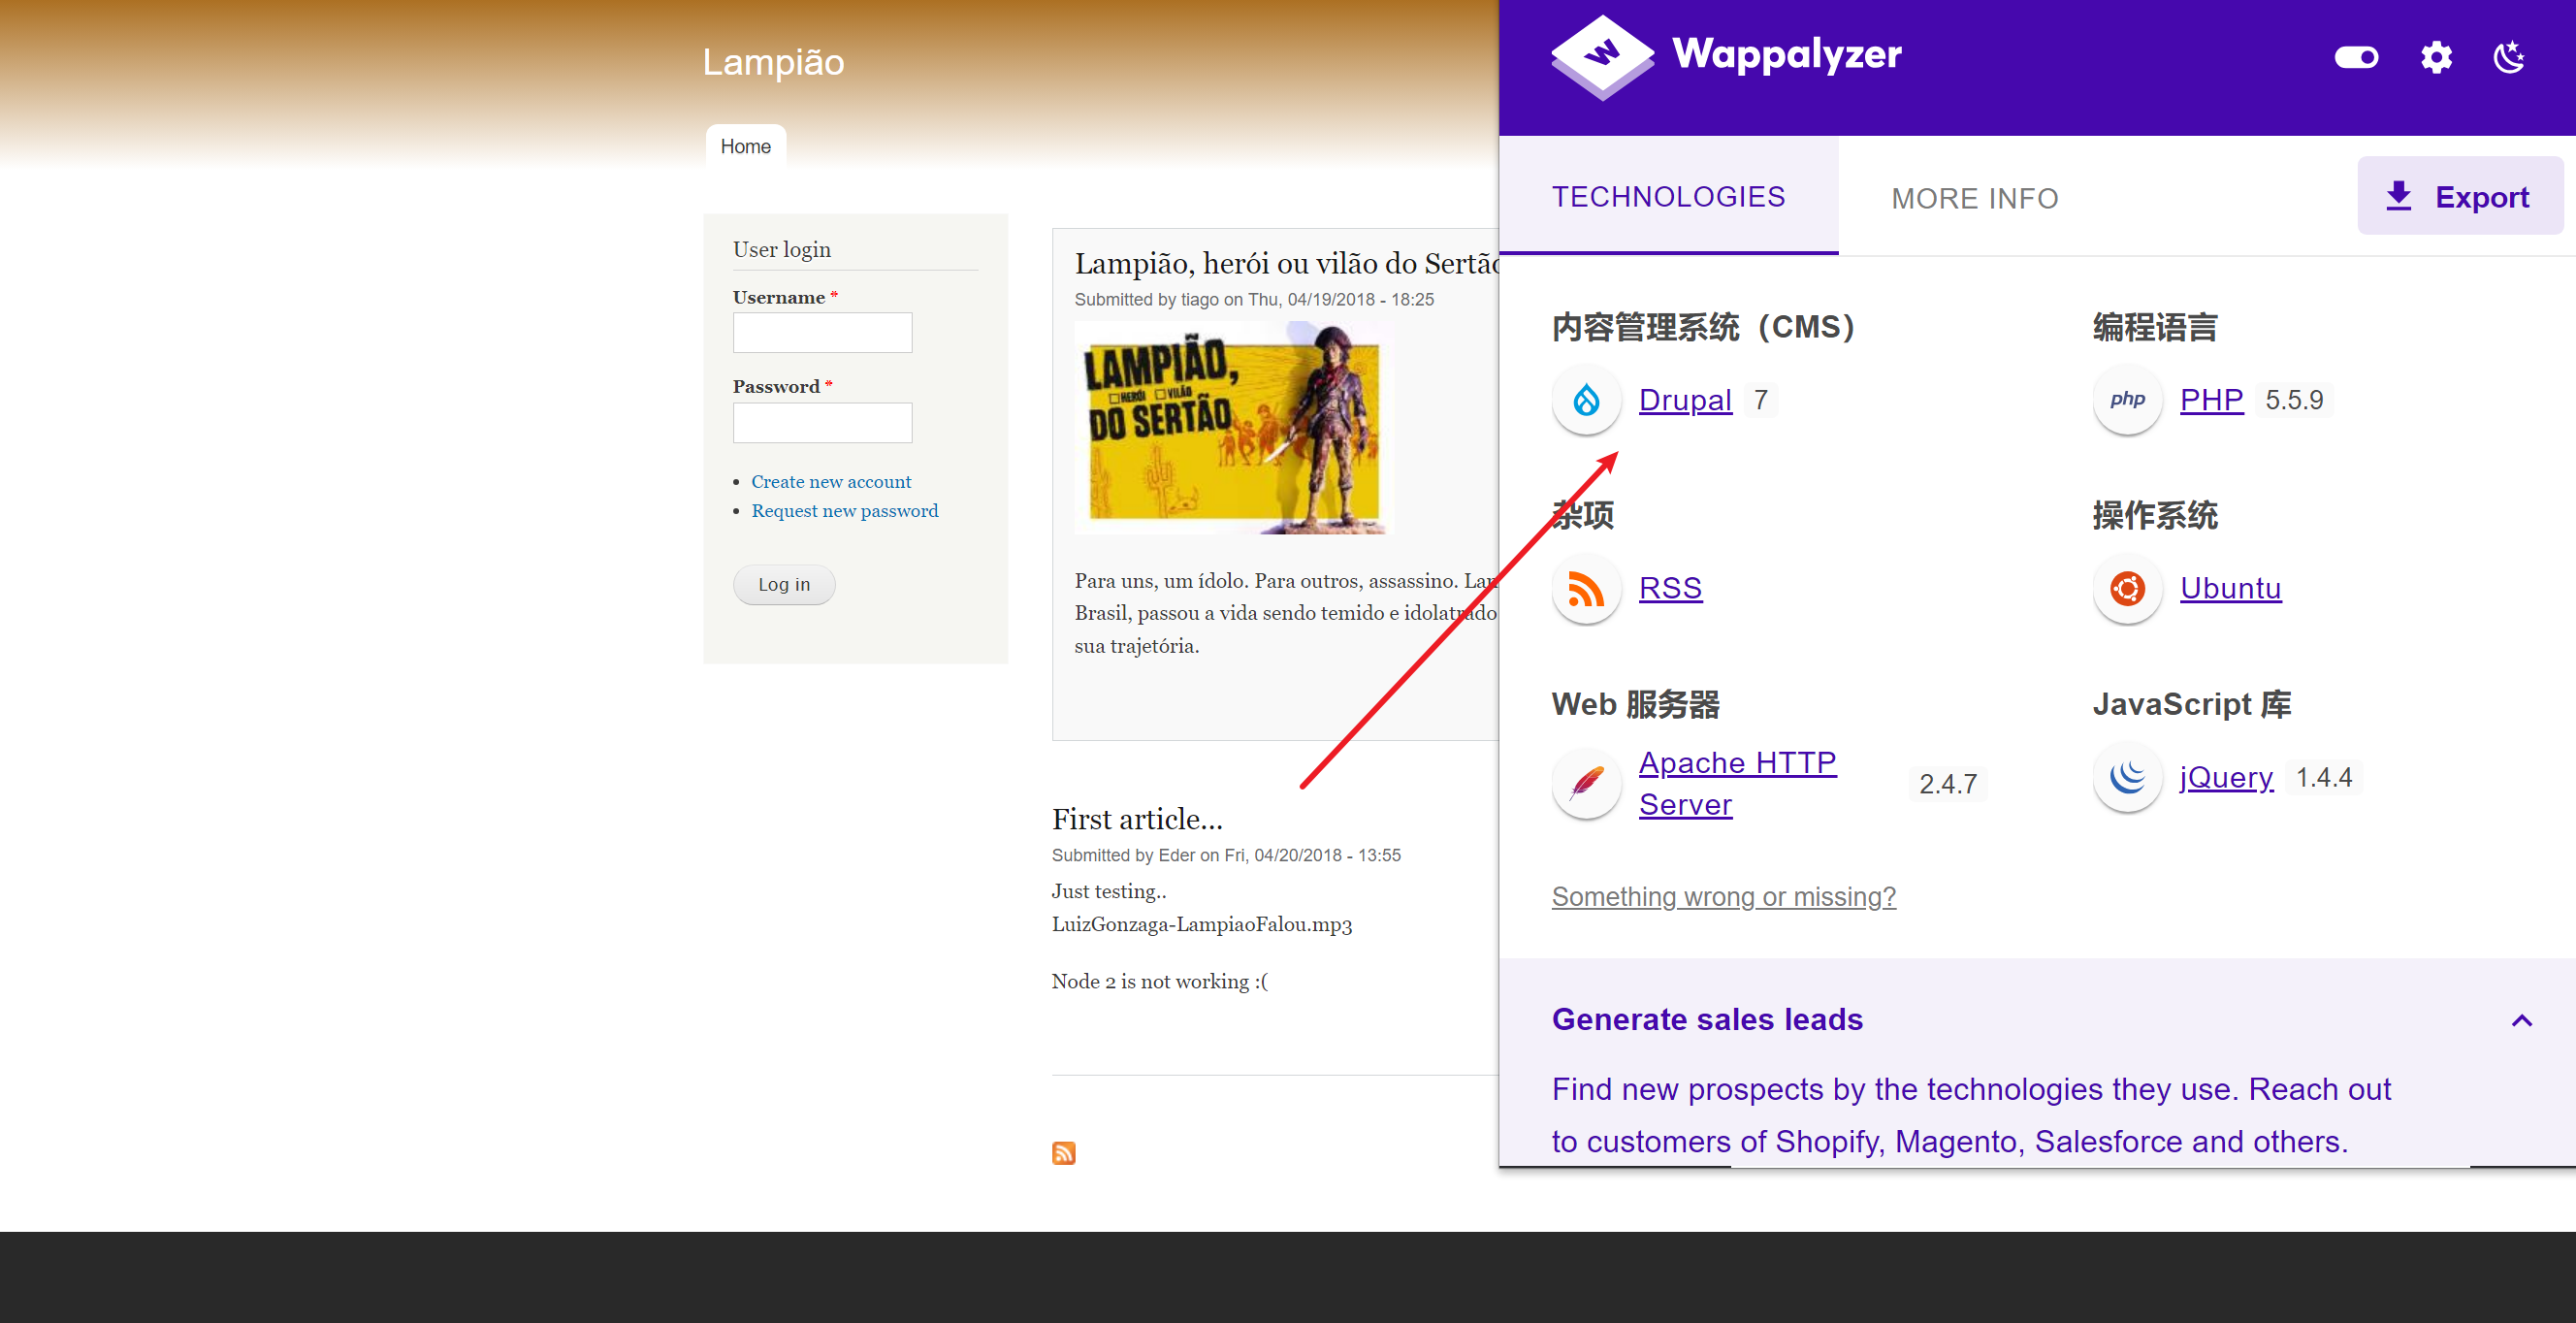 Lampião
Home
User login
Username *
Password *
Create new account
Request new password
Log in
Lampião, herói ou vilão do Sertão
Submitted by tiago on Thu, 04/19/2018 - 18:25
LAMPIÃO,
HERÓI VILÃO
DO SERTÃO
Para uns, um ídolo. Para outros, assassino. Lam
Brasil, passou a vida sendo temido e idolatrado
sua trajetória.
First article...
Submitted by Eder on Fri, 04/20/2018 - 13:55
Just testing..
LuizGonzaga-LampiaoFalou.mp3
Node 2 is not working :(
Wappalyzer
TECHNOLOGIES
MORE INFO
Export
内容管理系统（CMS）
Drupal 7
编程语言
php PHP 5.5.9
杂项
RSS
操作系统
Ubuntu
Web 服务器
Apache HTTP
Server
2.4.7
JavaScript 库
jQuery 1.4.4
Something wrong or missing?
Generate sales leads
Find new prospects by the technologies they use. Reach out
to customers of Shopify, Magento, Salesforce and others.